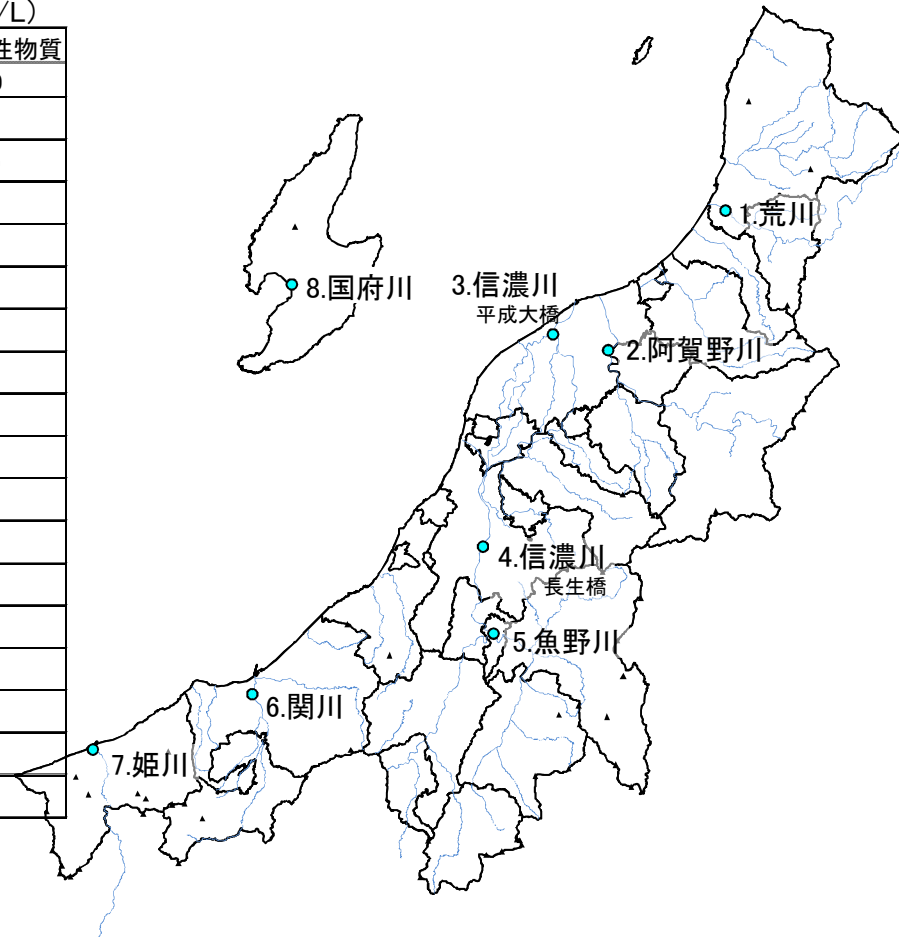 /L)
性物質
)
1.荒川
8.国府川
3.信濃川
平成大橋
2.阿賀野川
4.信濃川
長生橋
5.魚野川
6.関川
7.姫川